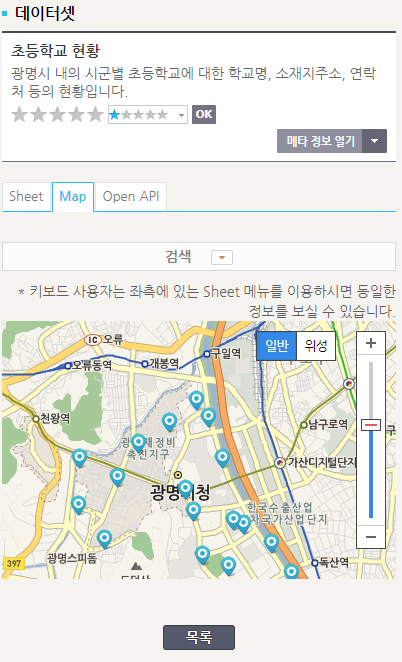 데이터셋
초등학교 현황
광명시 내의 시군별 초등학교에 대한 학교명, 소재지주소, 연락
처 등의 현황입니다.
OK
메타 정보 열기
Sheet Map Open API
검색
* 키보드 사용자는 좌측에 있는 Sheet 메뉴를 이용하시면 동일한
정보를 보실 수 있습니다.
일반 위성
IC 오류
구일역
오류동역
개봉역
천왕역
남구로역
촉진지구
가산디지털단지
광명시청
한국수출산업
국가산업단지
광명스피돔
397
독산역
목록